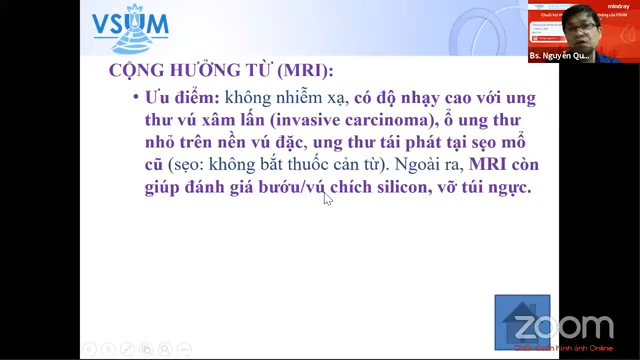 VSUM
CỘNG HƯỞNG TỪ (MRI):
• Ưu điểm: không nhiễm xạ, có độ nhạy cao với ung
thư vú xâm lấn (invasive carcinoma), ổ ung thư
nhỏ trên nền vú đặc, ung thư tái phát tại sẹo mổ
cũ (sẹo: không bắt thuốc cản từ). Ngoài ra, MRI còn
giúp đánh giá bướu/vú chích silicon, vỡ túi ngực.
mindray
của VSUM
Bs. Nguyễn Qu...
zoom